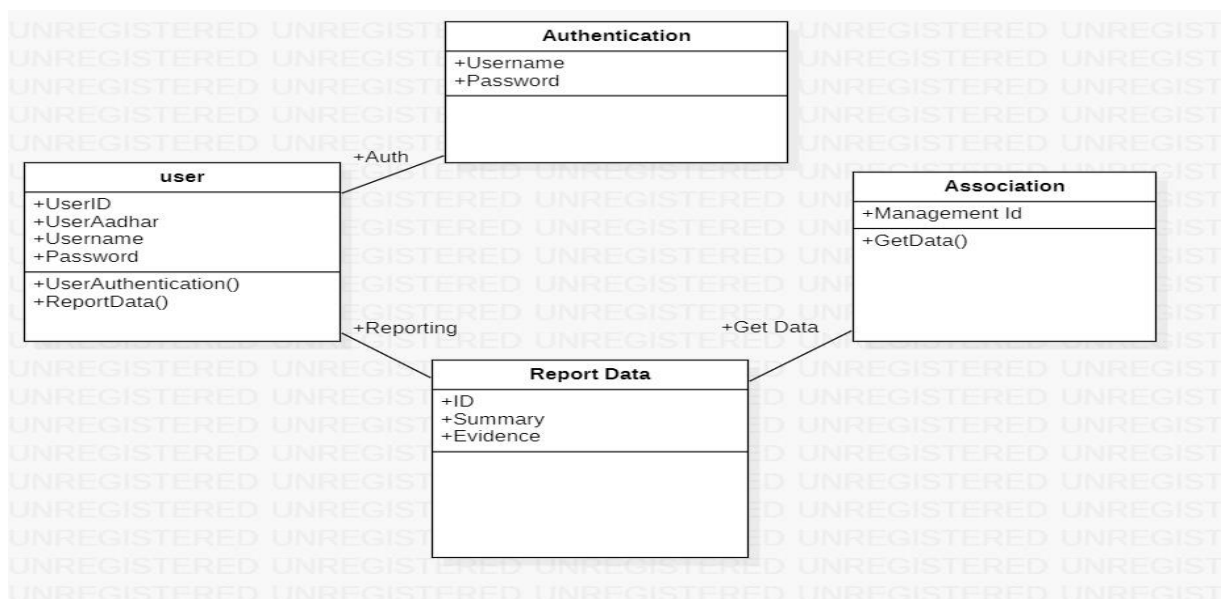 Authentication
+Username
+Password
+Auth
user
+UserID
+UserAadhar
+Username
+Password
+UserAuthentication()
+ReportData()
Association
+Management Id
+GetData()
+Reporting
+Get Data
Report Data
+ID
+Summary
+Evidence
UNREGISTERED UNREGISTERED UNREGISTERED UNREGIST